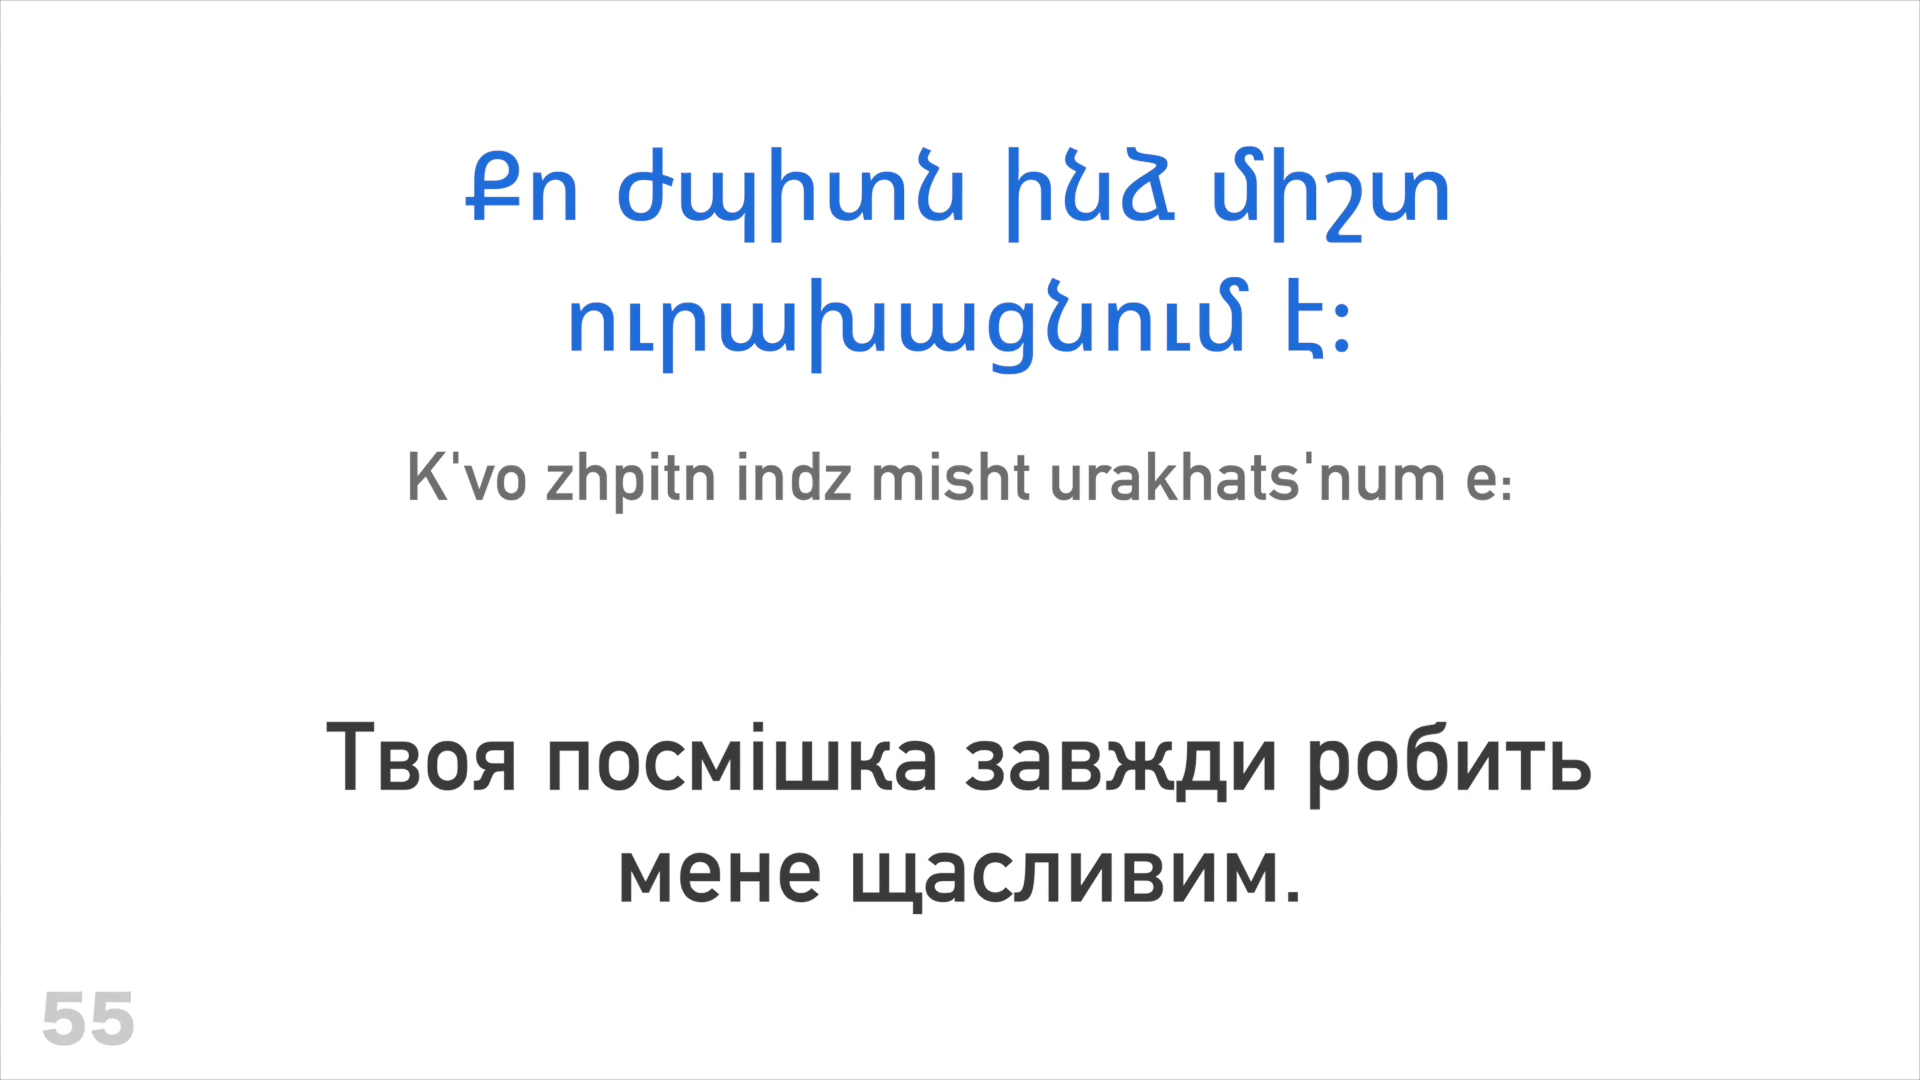 Քո ժպիտն ինձ միշտ
ուրախացնում է:
K'vo zhpitn indz misht urakhats'num e:
Твоя посмішка завжди робить
мене щасливим.
55